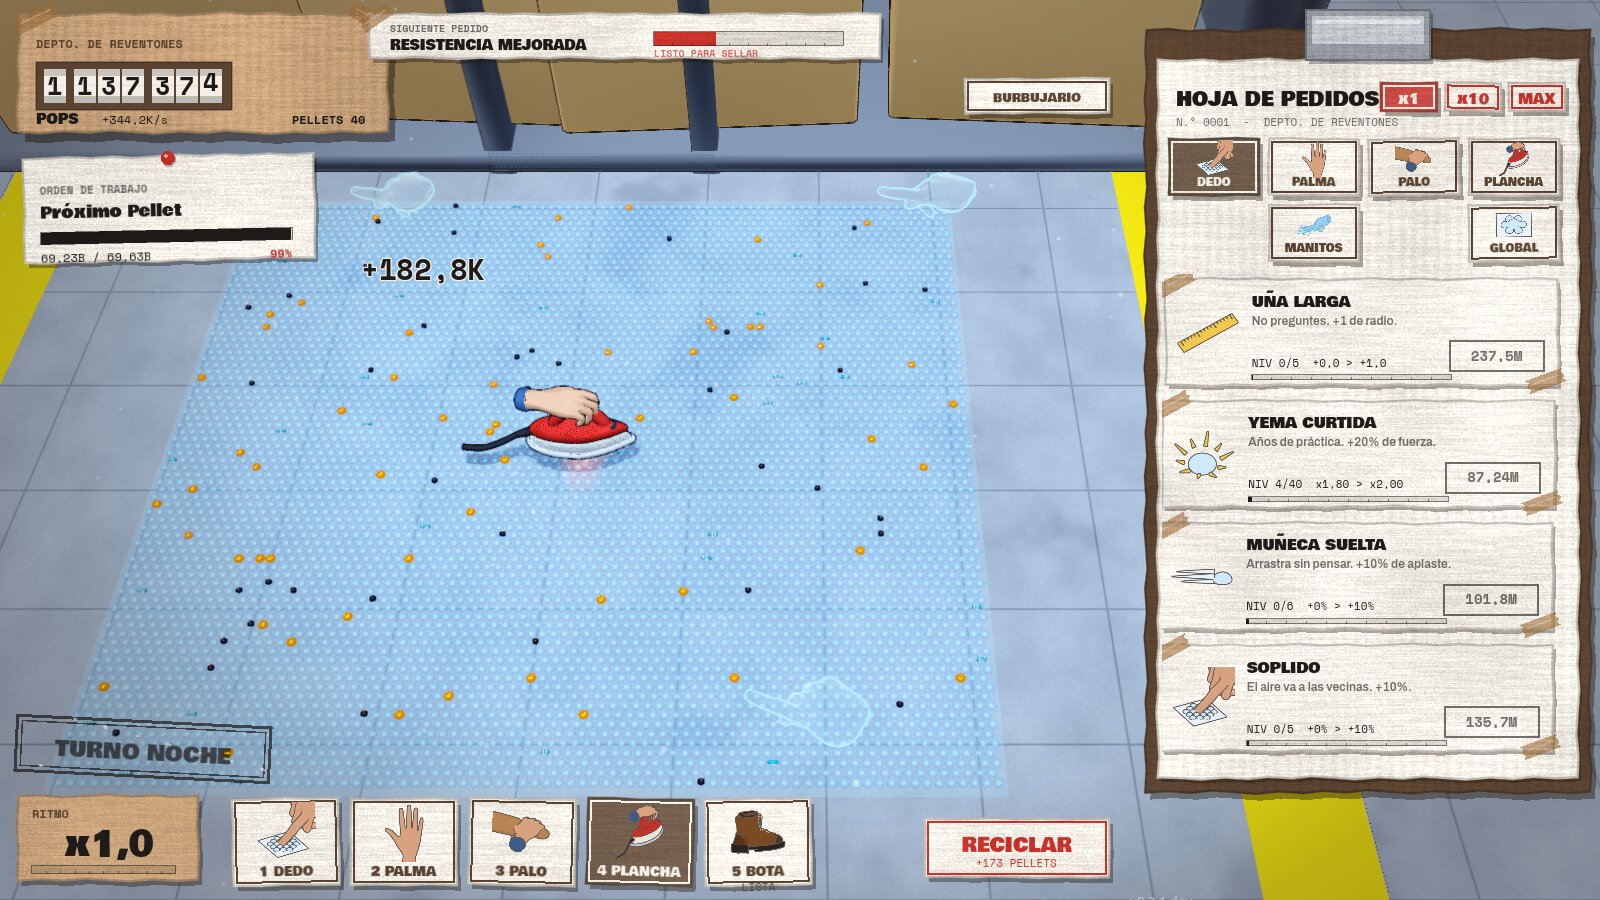 DEPTO. DE REVENTONES
1 137 374
POPS +344,2K/s PELLETS 40
SIGUIENTE PEDIDO
RESISTENCIA MEJORADA
LISTO PARA SELLAR
BURBUJARIO
ORDEN DE TRABAJO
Próximo Pellet
69,23B / 69,63B 99%
+182,8K
HOJA DE PEDIDOS x1 x10 MAX
N.° 0001 - DEPTO. DE REVENTONES
DEDO PALMA PALO PLANCHA
MANITOS GLOBAL
UÑA LARGA
No preguntes. +1 de radio.
NIV 0/5 +0,0 > +1,0 237,5M
YEMA CURTIDA
Años de práctica. +20% de fuerza.
NIV 4/40 x1,80 > x2,00 87,24M
MUÑECA SUELTA
Arrastra sin pensar. +10% de aplaste.
NIV 0/6 +0% > +10% 101,8M
SOPLIDO
El aire va a las vecinas. +10%.
NIV 0/5 +0% > +10% 135,7M
TURNO NOCHE
RITMO
x1,0
1 DEDO 2 PALMA 3 PALO 4 PLANCHA 5 BOTA
LISTA
RECICLAR
+173 PELLETS